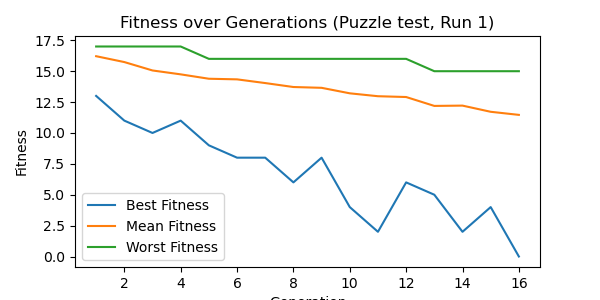 Fitness over Generations (Puzzle test, Run 1)
Fitness
17.5
15.0
12.5
10.0
7.5
5.0
2.5
0.0
Best Fitness
Mean Fitness
Worst Fitness
2 4 6 8 10 12 14 16
Generation